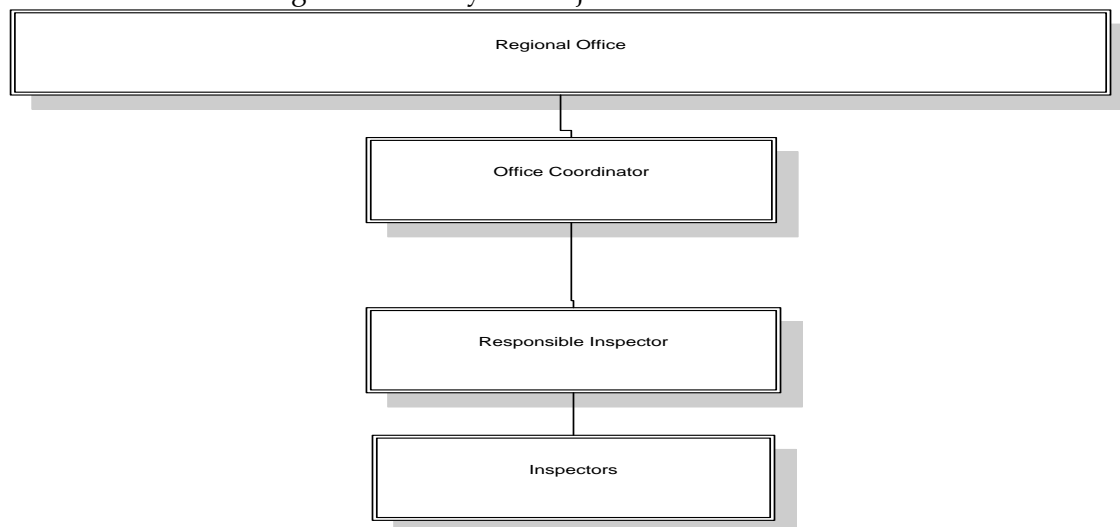 Regional Office
Office Coordinator
Responsible Inspector
Inspectors